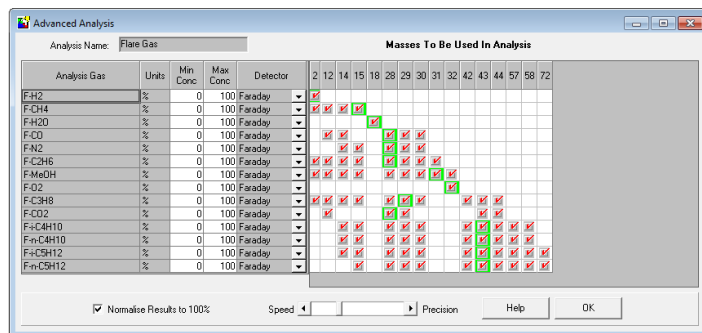 Advanced Analysis
Analysis Name: Flare Gas Masses To Be Used In Analysis
Analysis Gas Units Min Conc Max Conc Detector 2 12 14 15 18 28 29 30 31 32 42 43 44 57 58 72
F-H2 % 0 100 Faraday
F-CH4 % 0 100 Faraday
F-H2O % 0 100 Faraday
F-CO % 0 100 Faraday
F-N2 % 0 100 Faraday
F-C2H6 % 0 100 Faraday
F-MeOH % 0 100 Faraday
F-O2 % 0 100 Faraday
F-C3H8 % 0 100 Faraday
F-CO2 % 0 100 Faraday
F-i-C4H10 % 0 100 Faraday
F-n-C4H10 % 0 100 Faraday
F-i-C5H12 % 0 100 Faraday
F-n-C5H12 % 0 100 Faraday
Normalise Results to 100% Speed Precision Help OK